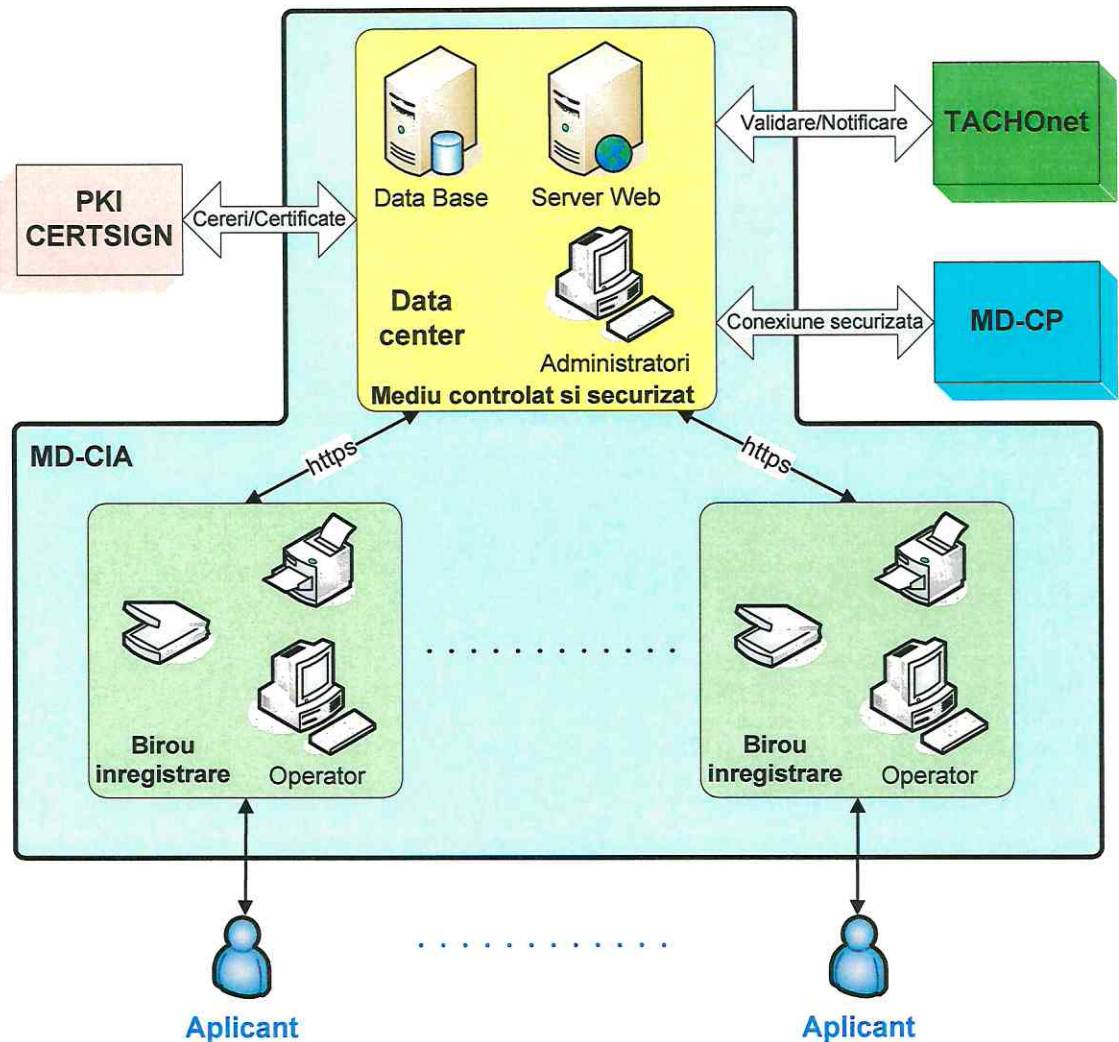 Data Base
Server Web
Data
center
Administratori
Mediu controlat si securizat
PKI
CERTSIGN
Cereri/Certificate
Validare/Notificare
TACHOnet
Conexiune securizata
MD-CP
MD-CIA
https
https
Birou
inregistrare
Operator
Birou
inregistrare
Operator
Aplicant
Aplicant